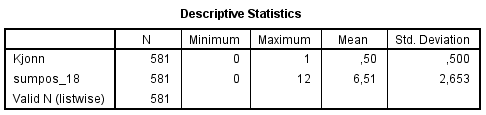 Descriptive Statistics
N Minimum Maximum Mean Std. Deviation
Kjonn 581 0 1 ,50 ,500
sumpos_18 581 0 12 6,51 2,653
Valid N (listwise) 581